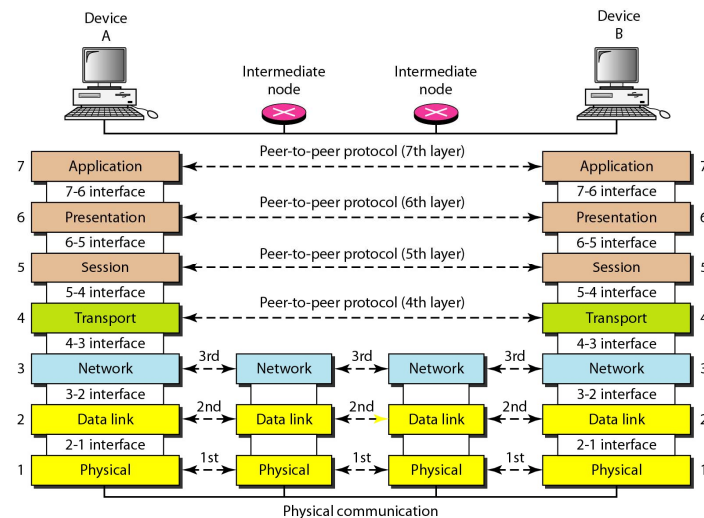 Device
A
Device
B
Intermediate
node
Intermediate
node
7 Application Peer-to-peer protocol (7th layer) Application 7
7-6 interface 7-6 interface
6 Presentation Peer-to-peer protocol (6th layer) Presentation 6
6-5 interface 6-5 interface
5 Session Peer-to-peer protocol (5th layer) Session 5
5-4 interface 5-4 interface
4 Transport Peer-to-peer protocol (4th layer) Transport 4
4-3 interface 4-3 interface
3 Network 3rd Network 3rd Network 3rd Network 3
3-2 interface 3-2 interface
2 Data link 2nd Data link 2nd Data link 2nd Data link 2
2-1 interface 2-1 interface
1 Physical 1st Physical 1st Physical 1st Physical 1
Physical communication